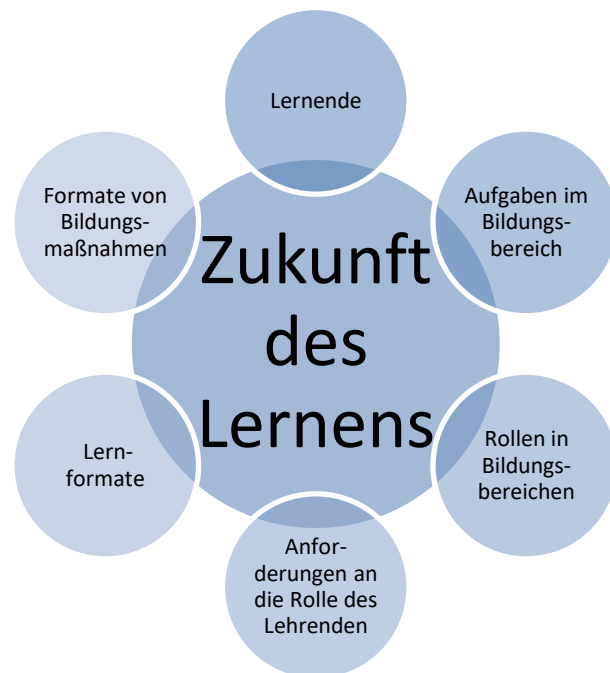 Lernende
Aufgaben im
Bildungs-
bereich
Rollen in
Bildungs-
bereichen
Anfor-
derungen an
die Rolle des
Lehrenden
Lern-
formate
Formate von
Bildungs-
maßnahmen
Zukunft
des
Lernens